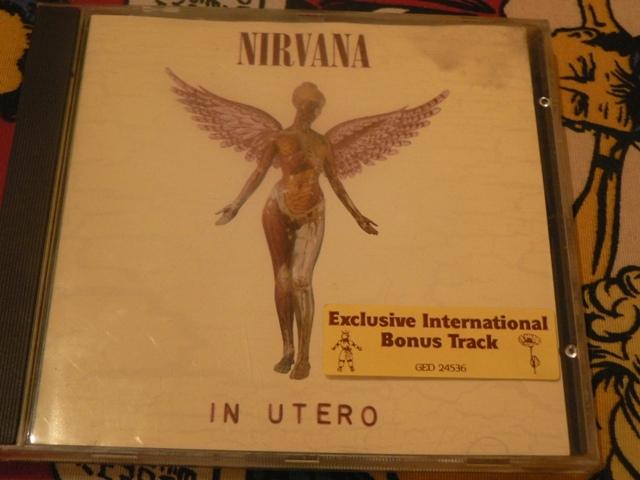 NIRVANA
Exclusive International
Bonus Track
GED 24536
IN UTERO